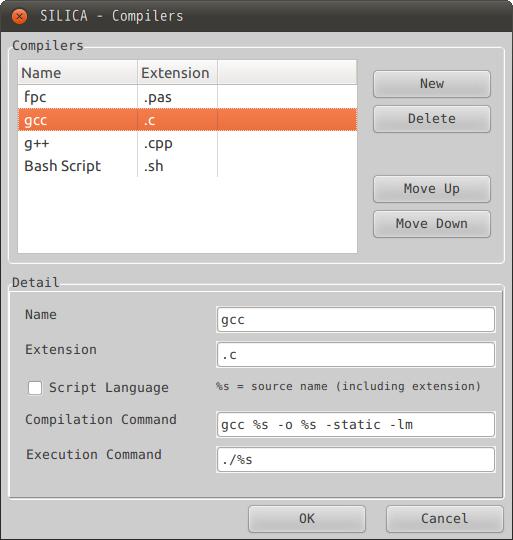 SILICA - Compilers
Compilers
Name Extension
fpc .pas
gcc .c
g++ .cpp
Bash Script .sh
New
Delete
Move Up
Move Down
Detail
Name gcc
Extension .c
Script Language %s = source name (including extension)
Compilation Command gcc %s -o %s -static -lm
Execution Command ./%s
OK Cancel